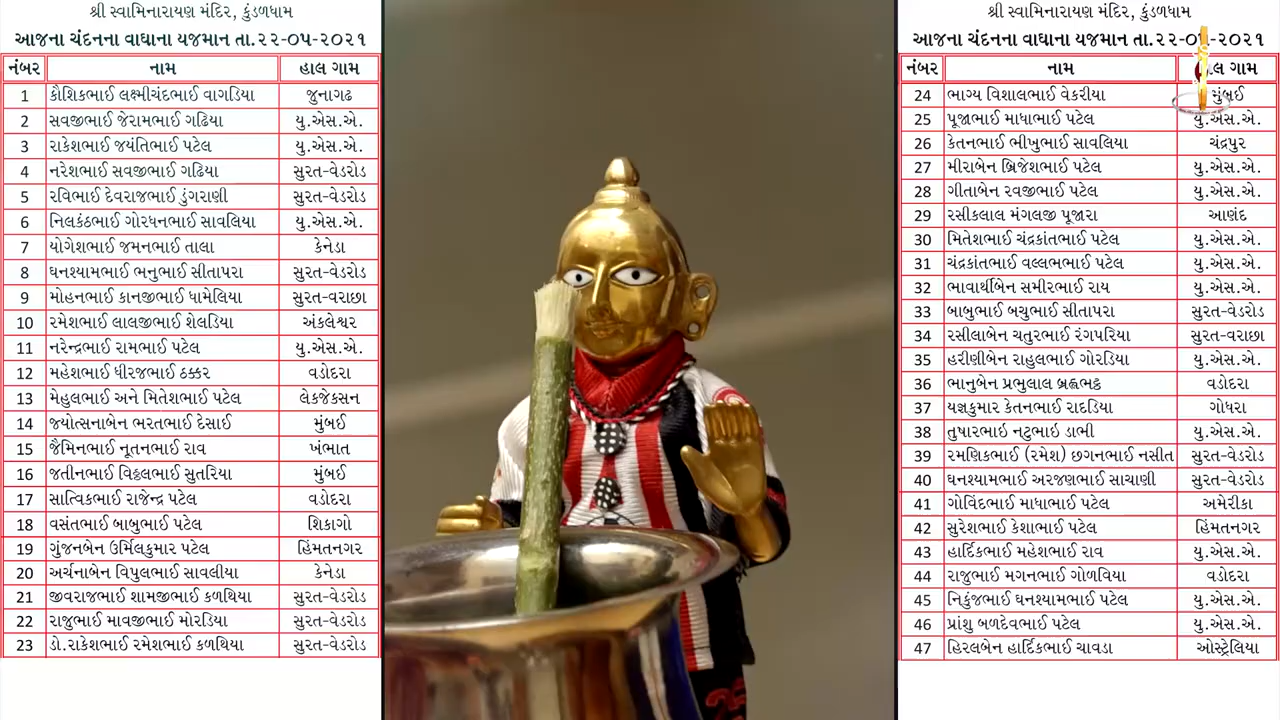 શ્રી સ્વામિનારાયણ મંદિર, કુંડળધામ
આજના ચંદનના વાઘાના યજમાન તા.૨૨-૦૫-૨૦૨૧
નંબર નામ હાલ ગામ
1 કૌશિકભાઈ લક્ષ્મીચંદભાઈ વાગડિયા જુનાગઢ
2 સવજીભાઈ જેરામભાઈ ગઢિયા યુ.એસ.એ.
3 રાકેશભાઈ જયંતિભાઈ પટેલ યુ.એસ.એ.
4 નરેશભાઈ સવજીભાઈ ગઢિયા સુરત-વેડરોડ
5 રવિભાઈ દેવરાજભાઈ ડુંગરાણી સુરત-વેડરોડ
6 નિલકંઠભાઈ ગોરધનભાઈ સાવલિયા યુ.એસ.એ.
7 યોગેશભાઈ જમનભાઈ તાલા કેનેડા
8 ઘનશ્યામભાઈ ભનુભાઈ સીતાપરા સુરત-વેડરોડ
9 મોહનભાઈ કાનજીભાઈ ધામેલિયા સુરત-વરાછા
10 રમેશભાઈ લાલજીભાઈ શેલડિયા અંકલેશ્વર
11 નરેન્દ્રભાઈ રામભાઈ પટેલ યુ.એસ.એ.
12 મહેશભાઈ ધીરજભાઈ ઠક્કર વડોદરા
13 મેહુલભાઈ અને મિતેશભાઈ પટેલ લેકજેક્સન
14 જ્યોત્સનાબેન ભરતભાઈ દેસાઈ મુંબઈ
15 જૈમિનભાઈ નૂતનભાઈ રાવ ખંભાત
16 જતીનભાઈ વિઠ્ઠલભાઈ સુતરિયા મુંબઈ
17 સાત્વિકભાઈ રાજેન્દ્ર પટેલ વડોદરા
18 વસંતભાઈ બાબુભાઈ પટેલ શિકાગો
19 ગુંજનબેન ઉર્મિલકુમાર પટેલ હિંમતનગર
20 અર્ચનાબેન વિપુલભાઈ સાવલીયા કેનેડા
21 જીવરાજભાઈ શામજીભાઈ કળથિયા સુરત-વેડરોડ
22 રાજુભાઈ માવજીભાઈ મોરડિયા સુરત-વેડરોડ
23 ડો.રાકેશભાઈ રમેશભાઈ કળથિયા સુરત-વેડરોડ
શ્રી સ્વામિનારાયણ મંદિર, કુંડળધામ
આજના ચંદનના વાઘાના યજમાન તા.૨૨-૦૫-૨૦૨૧
નંબર નામ હાલ ગામ
24 ભાગ્ય વિશાલભાઈ વેકરીયા મુંબઈ
25 પૂજાભાઈ માધાભાઈ પટેલ યુ.એસ.એ.
26 કેતનભાઈ ભીખુભાઈ સાવલિયા ચંદ્રપુર
27 મીરાબેન બ્રિજેશભાઈ પટેલ યુ.એસ.એ.
28 ગીતાબેન રવજીભાઈ પટેલ યુ.એસ.એ.
29 રસીકલાલ મંગલજી પૂજારા આણંદ
30 મિતેશભાઈ ચંદ્રકાંતભાઈ પટેલ યુ.એસ.એ.
31 ચંદ્રકાંતભાઈ વલ્લભભાઈ પટેલ યુ.એસ.એ.
32 ભાવાર્થીબેન સમીરભાઈ રાય યુ.એસ.એ.
33 બાબુભાઈ બચુભાઈ સીતાપરા સુરત-વેડરોડ
34 રસીલાબેન ચતુરભાઈ રંગપરિયા સુરત-વરાછા
35 હરીણીબેન રાહુલભાઈ ગોરડિયા યુ.એસ.એ.
36 ભાનુબેન પ્રભુલાલ બ્રહ્મભટ્ટ વડોદરા
37 યજ્ઞકુમાર કેતનભાઈ રાદડિયા ગોધરા
38 તુષારભાઇ નટુભાઇ ડાભી યુ.એસ.એ.
39 રમણિકભાઈ (રમેશ) છગનભાઈ નસીત સુરત-વેડરોડ
40 ઘનશ્યામભાઈ અરજણભાઈ સાચાણી સુરત-વેડરોડ
41 ગોવિંદભાઈ માધાભાઈ પટેલ અમેરીકા
42 સુરેશભાઈ કેશાભાઈ પટેલ હિંમતનગર
43 હાર્દિકભાઈ મહેશભાઈ રાવ યુ.એસ.એ.
44 રાજુભાઈ મગનભાઈ ગોળવિયા વડોદરા
45 નિકુંજભાઈ ઘનશ્યામભાઈ પટેલ યુ.એસ.એ.
46 પ્રાંશુ બળદેવભાઈ પટેલ યુ.એસ.એ.
47 હિરલબેન હાર્દિકભાઈ ચાવડા ઓસ્ટ્રેલિયા